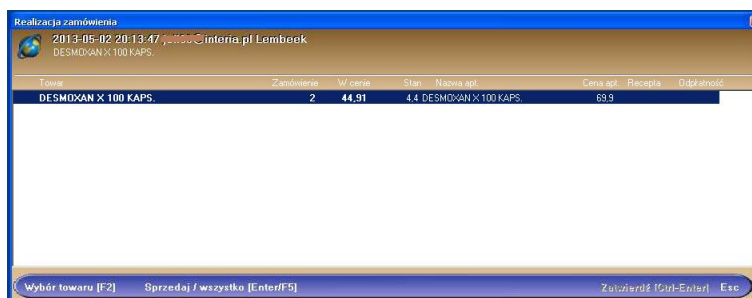 Realizacja zamówienia
2013-05-02 20:13:47 @interia.pl Lembeek
DESMOXAN X 100 KAPS.
Towar Zamówienie W cenie Stan Nazwa apt. Cena apt. Recepta Odpłatność
DESMOXAN X 100 KAPS. 2 44,91 4,4 DESMOXAN X 100 KAPS. 69,9
Wybór towaru [F2] Sprzedaj / wszystko [Enter/F5] Zatwierdź [Ctrl-Enter] Esc